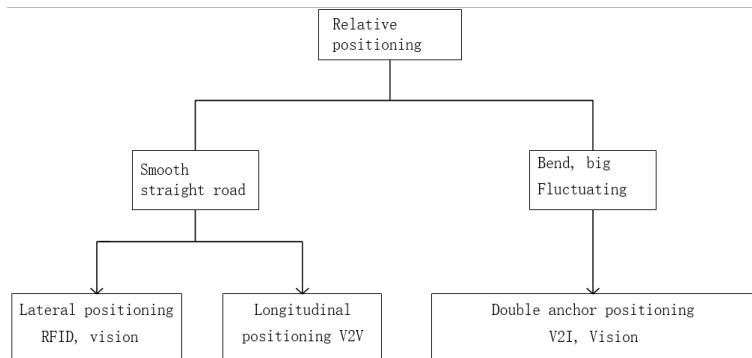 Relative
positioning
Smooth
straight road
Bend, big
Fluctuating
Lateral positioning
RFID, vision
Longitudinal
positioning V2V
Double anchor positioning
V2I, Vision